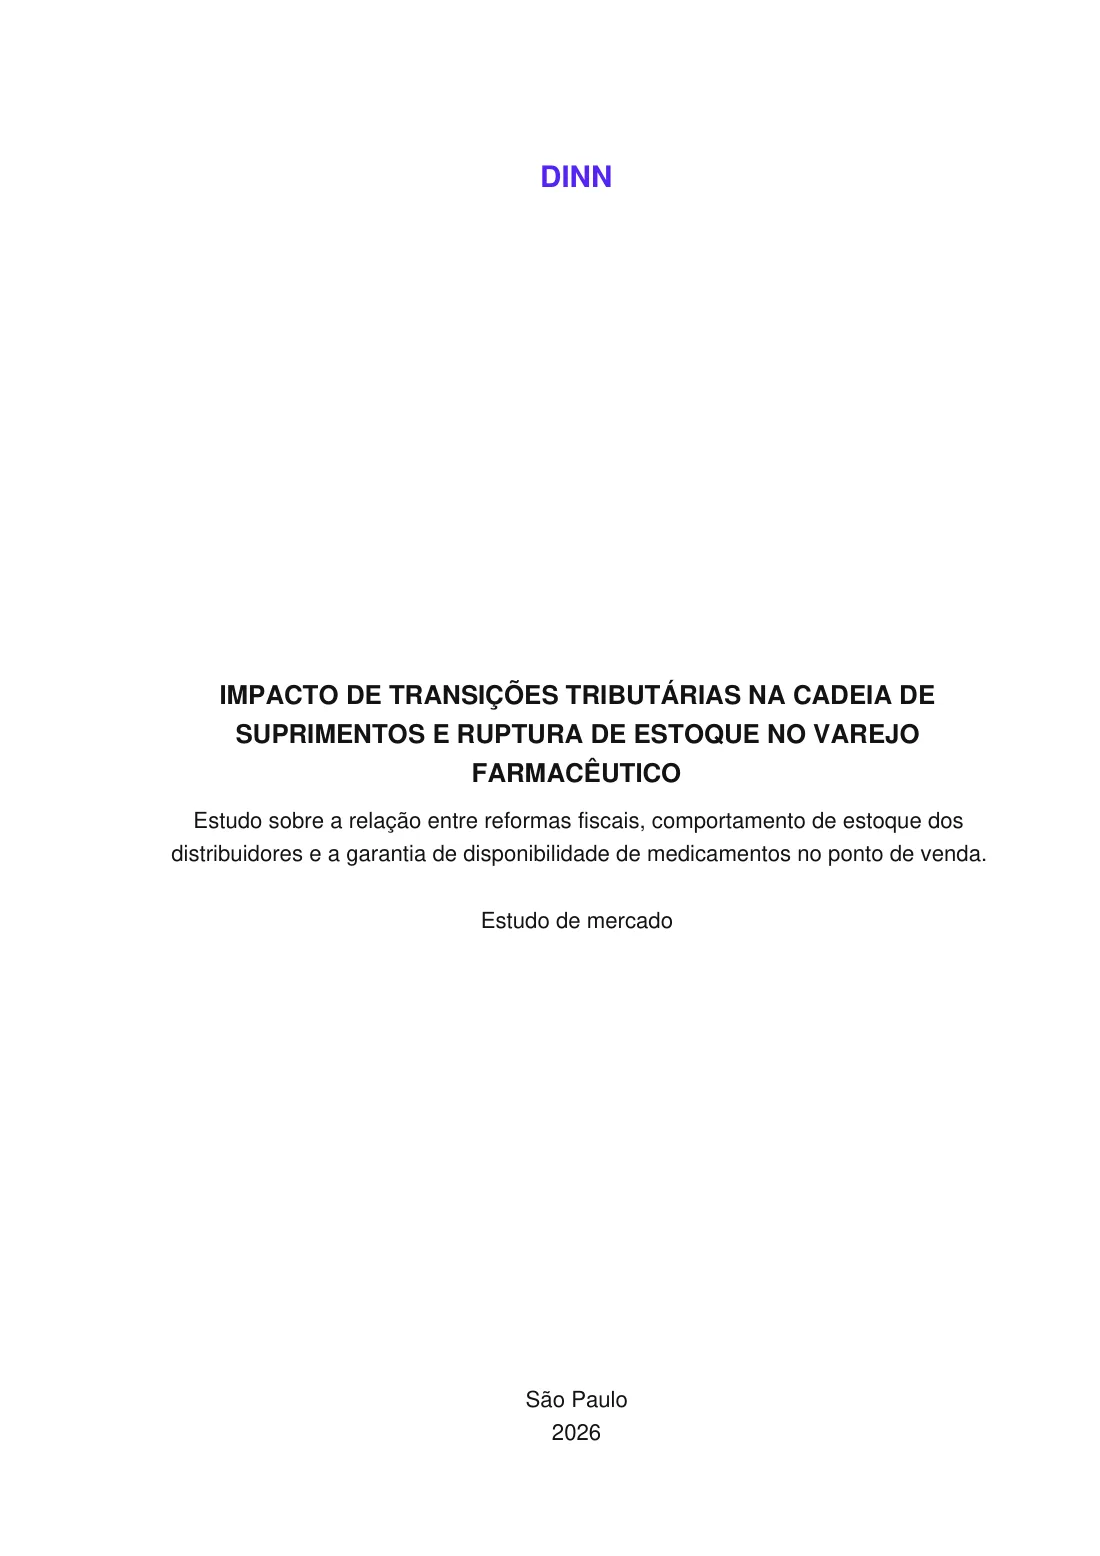 DINN
IMPACTO DE TRANSIÇÕES TRIBUTÁRIAS NA CADEIA DE
SUPRIMENTOS E RUPTURA DE ESTOQUE NO VAREJO
FARMACÊUTICO
Estudo sobre a relação entre reformas fiscais, comportamento de estoque dos
distribuidores e a garantia de disponibilidade de medicamentos no ponto de venda.
Estudo de mercado
São Paulo
2026